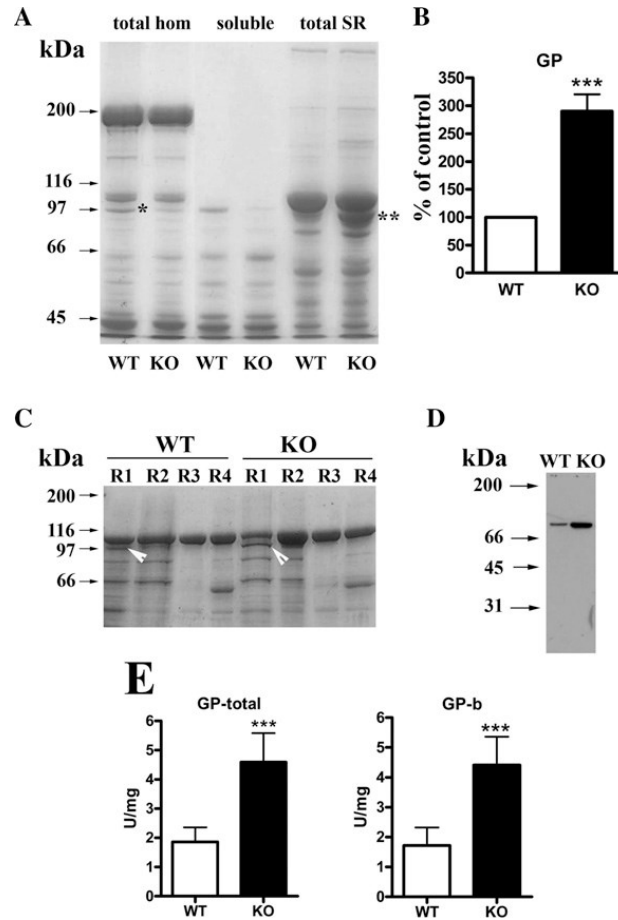 A
total hom soluble total SR
kDa
200
116
97
*
**
66
45
WT KO WT KO WT KO
B
GP
% of control
350
300
250
200
150
100
50
0
***
WT KO
C
WT KO
kDa
R1 R2 R3 R4 R1 R2 R3 R4
200
116
97
66
D
kDa
WT KO
200
66
45
31
E
GP-total
U/mg
6
5
4
3
2
1
0
***
WT KO
GP-b
U/mg
6
5
4
3
2
1
0
***
WT KO